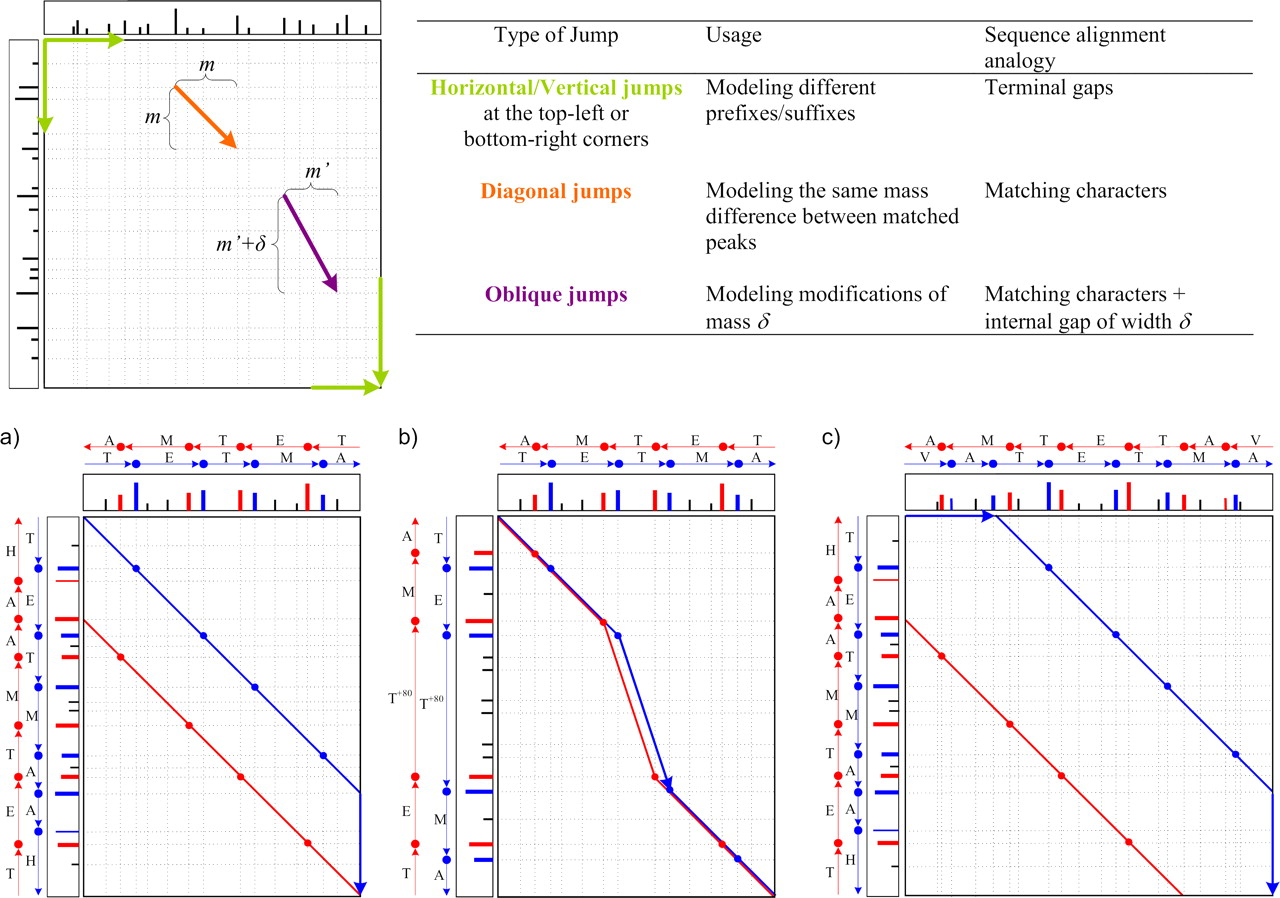 m
m
m'
m'+δ
Type of Jump Usage Sequence alignment
analogy
Horizontal/Vertical jumps Modeling different Terminal gaps
at the top-left or prefixes/suffixes
bottom-right corners
Diagonal jumps Modeling the same mass Matching characters
difference between matched
peaks
Oblique jumps Modeling modifications of Matching characters +
mass δ internal gap of width δ
a)
A M T E T
T E T M A
H A A M T E T
T E T M A A H
b)
A M T E T
T E T M A
A M T+80 E T
T E T+80 M A
c)
A M T E T A V
V A T E T M A
H A T M T E T
T E M A A H